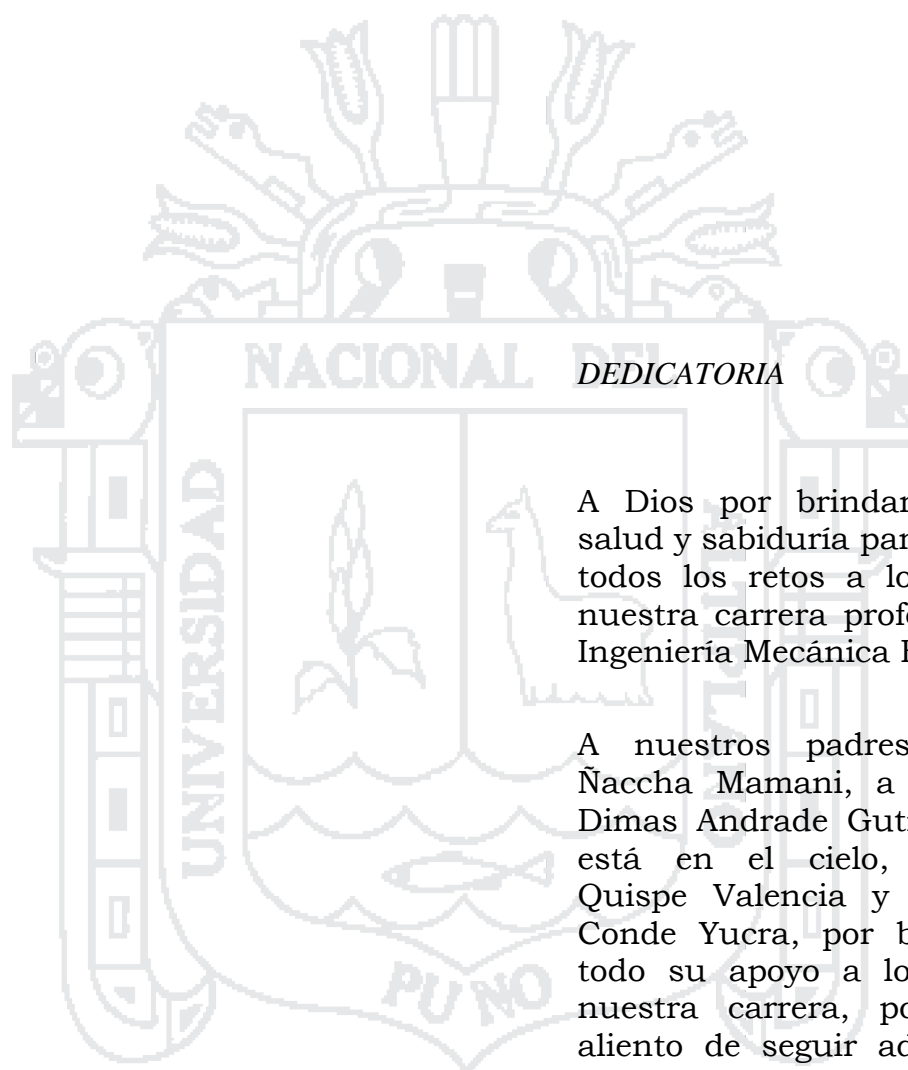 NACIONAL DEL
UNIVERSIDAD
ALTIPLANO
PUNO
DEDICATORIA
A Dios por brindar
salud y sabiduría par
todos los retos a lo
nuestra carrera prof
Ingeniería Mecánica
A nuestros padres
Ñaccha Mamani, a
Dimas Andrade Gut
está en el cielo,
Quispe Valencia y
Conde Yucra, por
todo su apoyo a lo
nuestra carrera, po
aliento de seguir ad